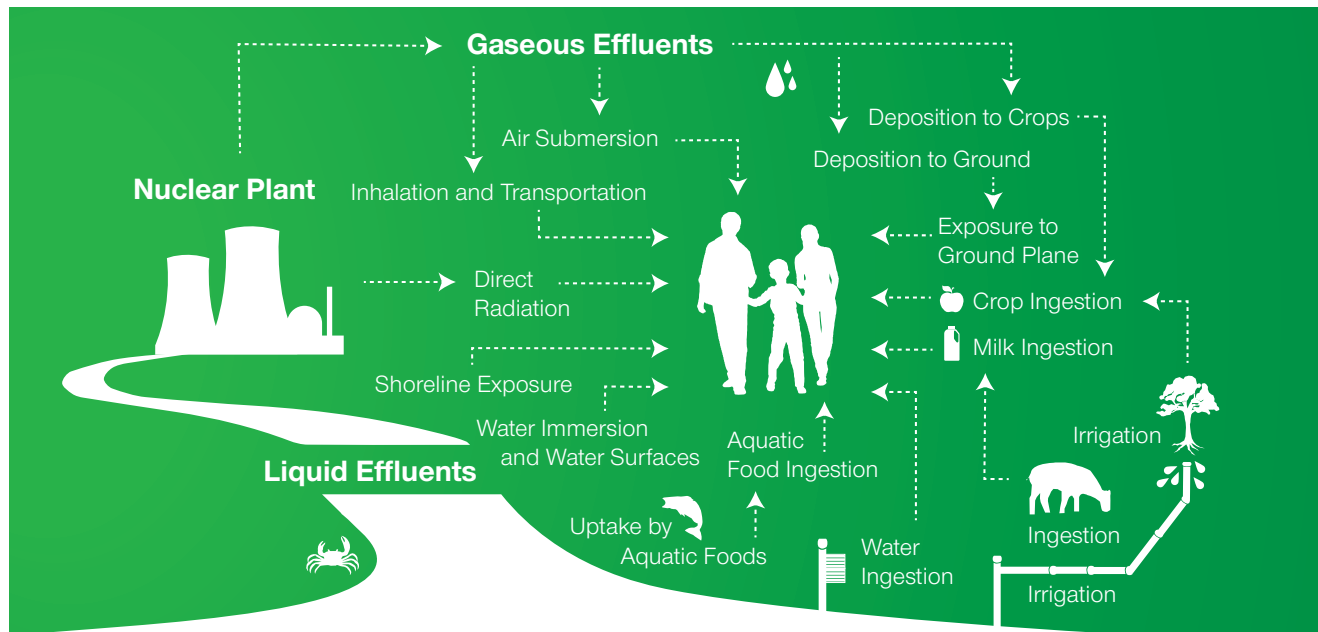 Gaseous Effluents
Deposition to Crops
Air Submersion
Deposition to Ground
Nuclear Plant
Inhalation and Transportation
Exposure to
Ground Plane
Direct
Radiation
Crop Ingestion
Milk Ingestion
Shoreline Exposure
Water Immersion
and Water Surfaces
Aquatic
Food Ingestion
Irrigation
Liquid Effluents
Uptake by
Aquatic Foods
Water
Ingestion
Ingestion
Irrigation